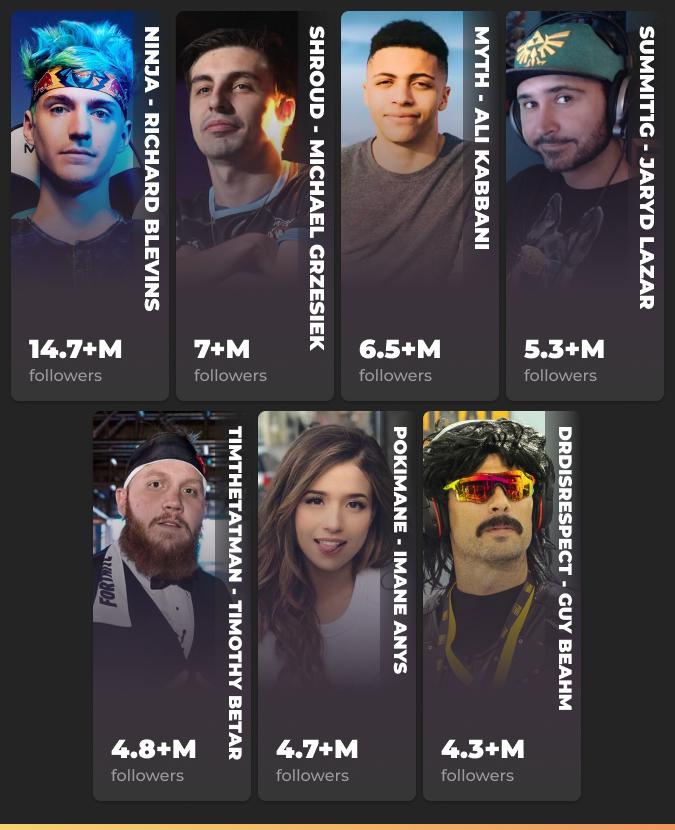 NINJA - RICHARD BLEVINS
14.7+M
followers
SHROUD - MICHAEL GRZESIEK
7+M
followers
MYTH - ALI KABBANI
6.5+M
followers
SUMMIT1G - JARYD LAZAR
5.3+M
followers
TIMTHETATMAN - TIMOTHY BETAR
4.8+M
followers
POKIMANE - IMANE ANYS
4.7+M
followers
DRDISRESPECT - GUY BEAHM
4.3+M
followers